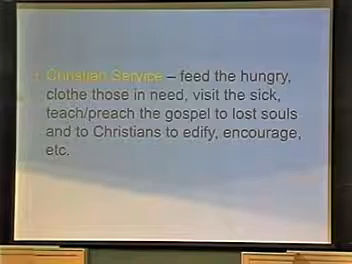 Christian Service – feed the hungry,
clothe those in need, visit the sick,
teach/preach the gospel to lost souls
and to Christians to edify, encourage,
etc.